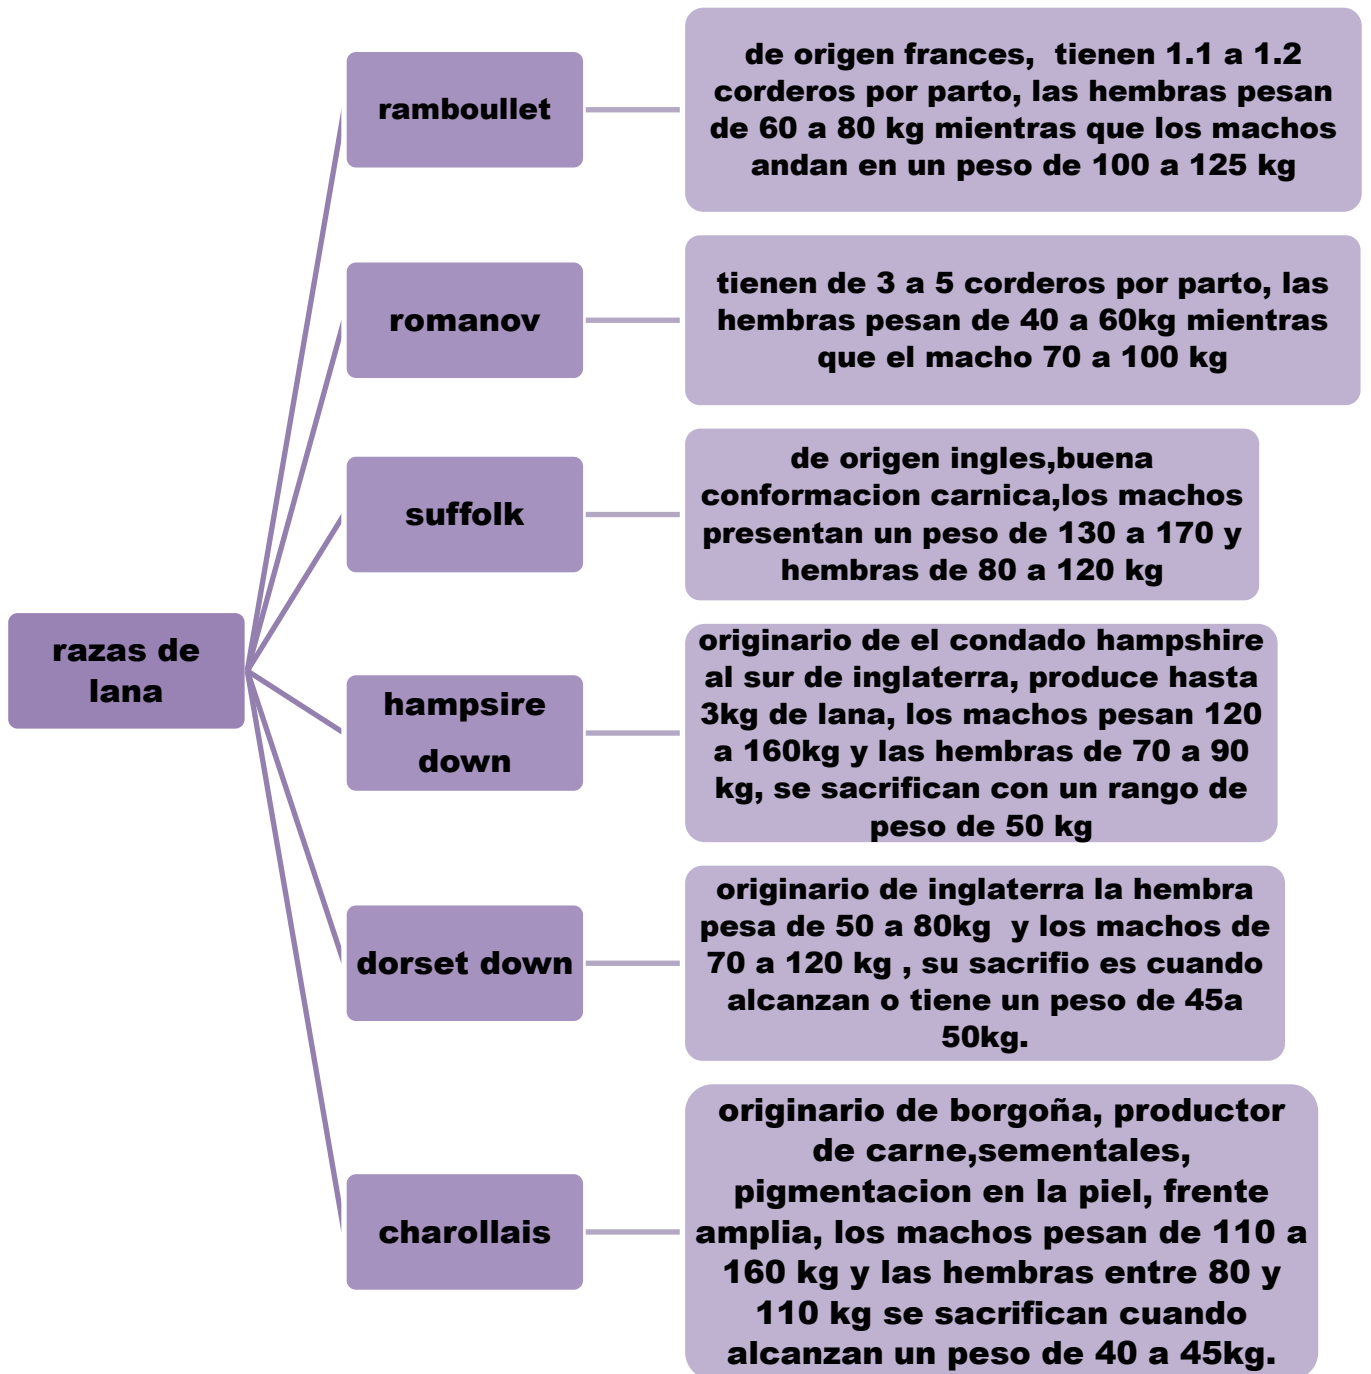 razas de
lana
ramboullet
de origen frances,  tienen 1.1 a 1.2
corderos por parto, las hembras pesan
de 60 a 80 kg mientras que los machos
andan en un peso de 100 a 125 kg
romanov
tienen de 3 a 5 corderos por parto, las
hembras pesan de 40 a 60kg mientras
que el macho 70 a 100 kg
suffolk
de origen ingles,buena
conformacion carnica,los machos
presentan un peso de 130 a 170 y
hembras de 80 a 120 kg
hampsire
down
originario de el condado hampshire
al sur de inglaterra, produce hasta
3kg de lana, los machos pesan 120
a 160kg y las hembras de 70 a 90
kg, se sacrifican con un rango de
peso de 50 kg
dorset down
originario de inglaterra la hembra
pesa de 50 a 80kg  y los machos de
70 a 120 kg , su sacrifio es cuando
alcanzan o tiene un peso de 45a
50kg.
charollais
originario de borgoña, productor
de carne,sementales,
pigmentacion en la piel, frente
amplia, los machos pesan de 110 a
160 kg y las hembras entre 80 y
110 kg se sacrifican cuando
alcanzan un peso de 40 a 45kg.